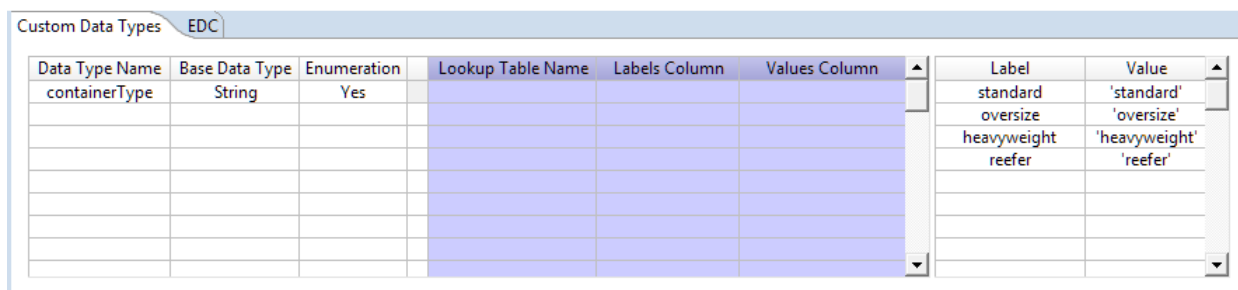 Custom Data Types EDC
Data Type Name Base Data Type Enumeration Lookup Table Name Labels Column Values Column Label Value
containerType String Yes standard 'standard'
oversize 'oversize'
heavyweight 'heavyweight'
reefer 'reefer'